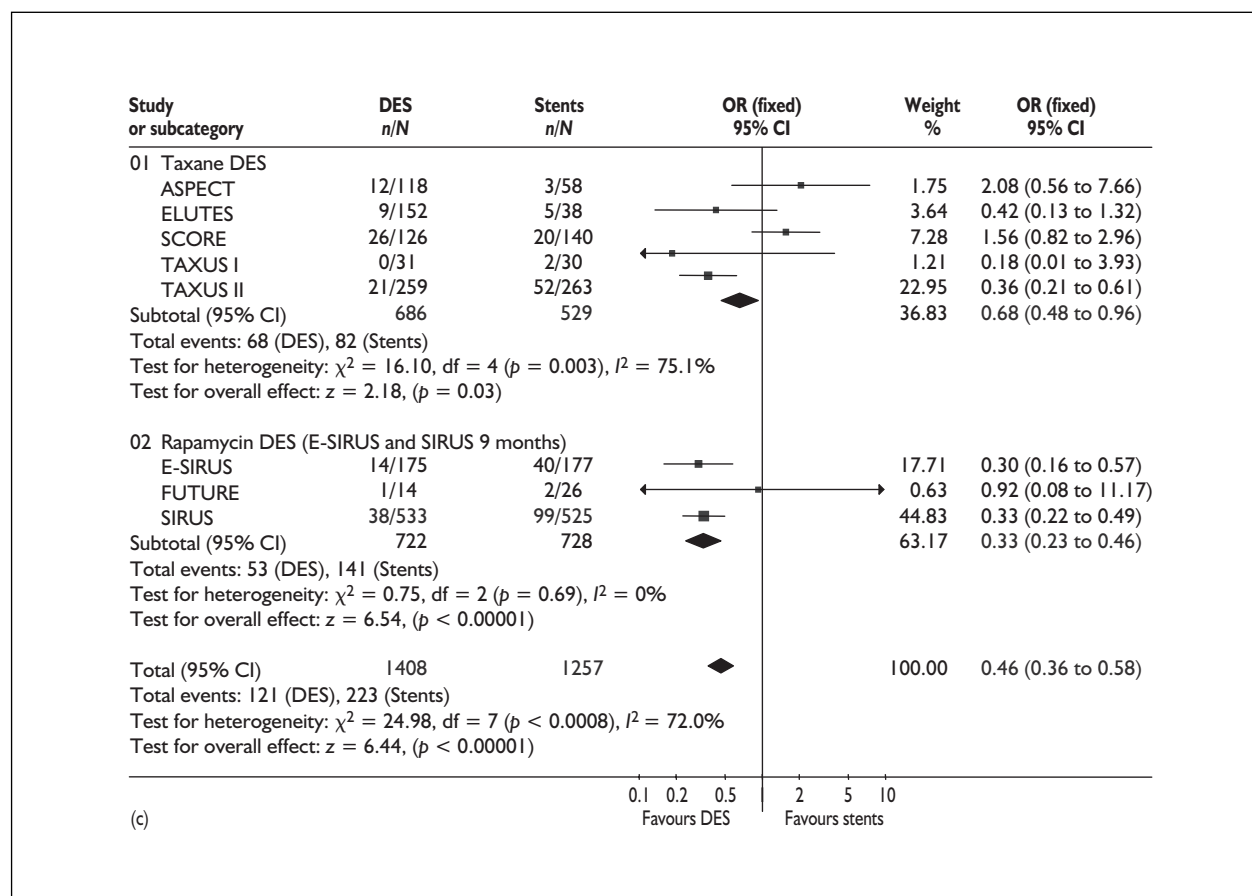 Study DES Stents OR (fixed) Weight OR (fixed)
or subcategory n/N n/N 95% CI % 95% CI
01 Taxane DES
ASPECT 12/118 3/58 1.75 2.08 (0.56 to 7.66)
ELUTES 9/152 5/38 3.64 0.42 (0.13 to 1.32)
SCORE 26/126 20/140 7.28 1.56 (0.82 to 2.96)
TAXUS I 0/31 2/30 1.21 0.18 (0.01 to 3.93)
TAXUS II 21/259 52/263 22.95 0.36 (0.21 to 0.61)
Subtotal (95% CI) 686 529 36.83 0.68 (0.48 to 0.96)
Total events: 68 (DES), 82 (Stents)
Test for heterogeneity: χ² = 16.10, df = 4 (p = 0.003), I² = 75.1%
Test for overall effect: z = 2.18, (p = 0.03)
02 Rapamycin DES (E-SIRUS and SIRUS 9 months)
E-SIRUS 14/175 40/177 17.71 0.30 (0.16 to 0.57)
FUTURE 1/14 2/26 0.63 0.92 (0.08 to 11.17)
SIRUS 38/533 99/525 44.83 0.33 (0.22 to 0.49)
Subtotal (95% CI) 722 728 63.17 0.33 (0.23 to 0.46)
Total events: 53 (DES), 141 (Stents)
Test for heterogeneity: χ² = 0.75, df = 2 (p = 0.69), I² = 0%
Test for overall effect: z = 6.54, (p < 0.00001)
Total (95% CI) 1408 1257 100.00 0.46 (0.36 to 0.58)
Total events: 121 (DES), 223 (Stents)
Test for heterogeneity: χ² = 24.98, df = 7 (p < 0.0008), I² = 72.0%
Test for overall effect: z = 6.44, (p < 0.00001)
0.1 0.2 0.5 1 2 5 10
(c) Favours DES Favours stents